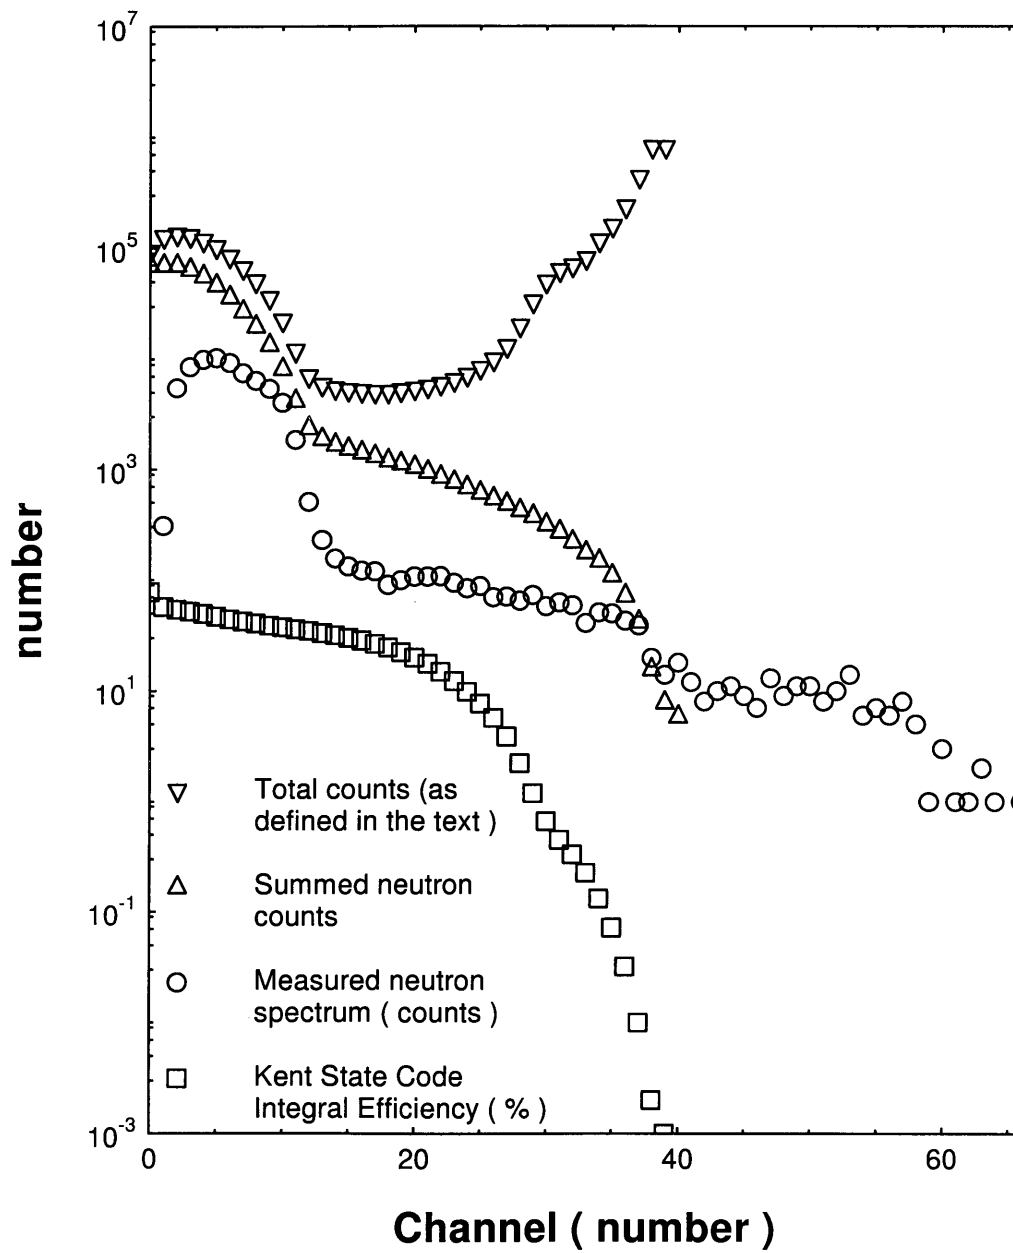 10^7
10^5
10^3
10^1
10^-1
10^-3
number
Total counts (as
defined in the text )
Summed neutron
counts
Measured neutron
spectrum ( counts )
Kent State Code
Integral Efficiency ( % )
0
20
40
60
Channel ( number )